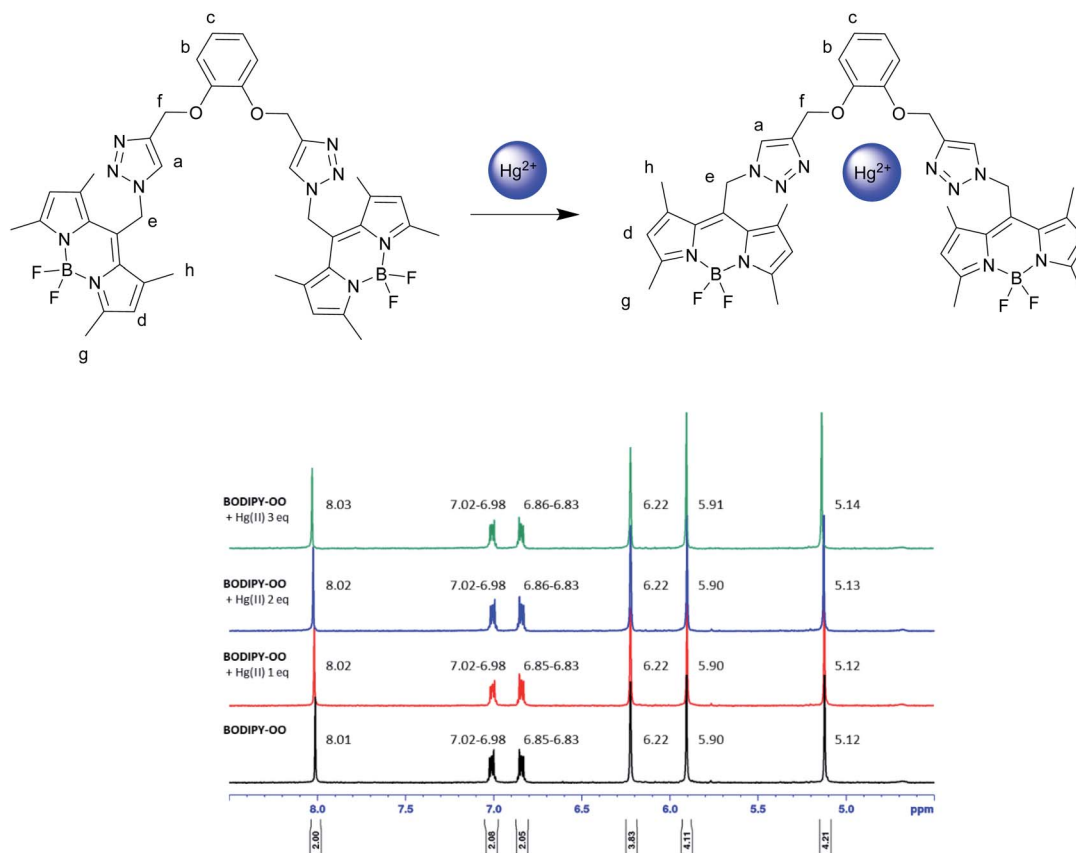 c
b
f
O
O
N
N
N
a
N
N
N
e
N
N
B
F
F
h
d
g
N
N
B
F
F
Hg2+
c
b
f
O
O
a
N
N
N
e
h
d
g
N
N
B
F
F
Hg2+
N
N
N
N
N
B
F
F
BODIPY-OO
+ Hg(II) 3 eq
8.03 7.02-6.98 6.86-6.83 6.22 5.91 5.14
BODIPY-OO
+ Hg(II) 2 eq
8.02 7.02-6.98 6.86-6.83 6.22 5.90 5.13
BODIPY-OO
+ Hg(II) 1 eq
8.02 7.02-6.98 6.85-6.83 6.22 5.90 5.12
BODIPY-OO
8.01 7.02-6.98 6.85-6.83 6.22 5.90 5.12
8.0 7.5 7.0 6.5 6.0 5.5 5.0 ppm
2.00 2.08 2.05 3.83 4.11 4.21